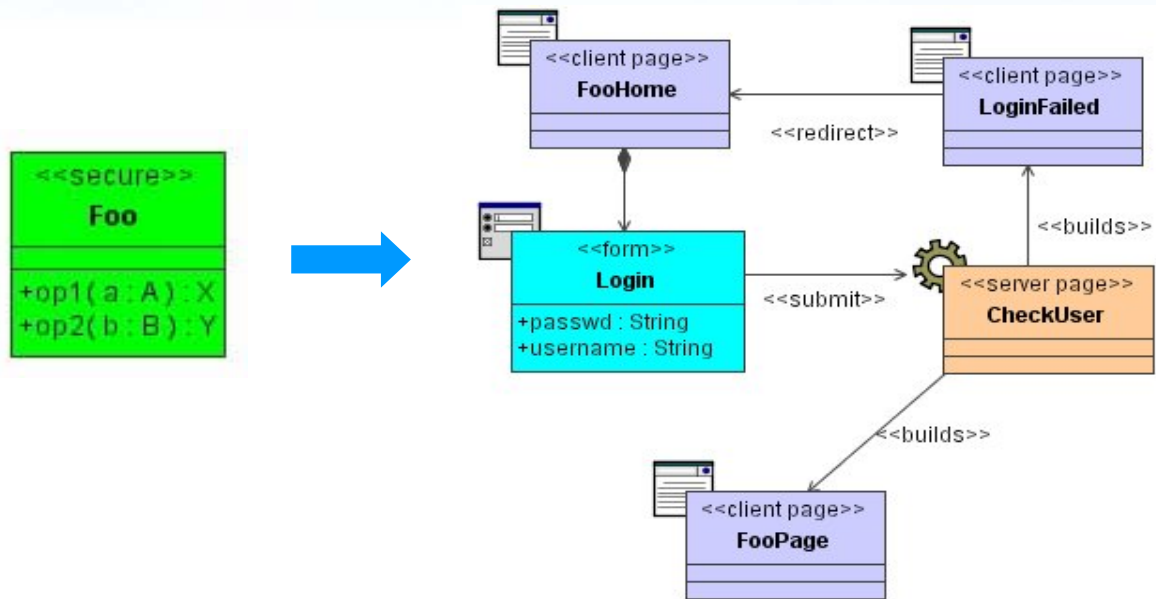 <<secure>>
Foo
+op1(a : A) : X
+op2(b : B) : Y
<<client page>>
FooHome
<<client page>>
LoginFailed
<<redirect>>
<<form>>
Login
+passwd : String
+username : String
<<submit>>
<<builds>>
<<server page>>
CheckUser
<<builds>>
<<client page>>
FooPage